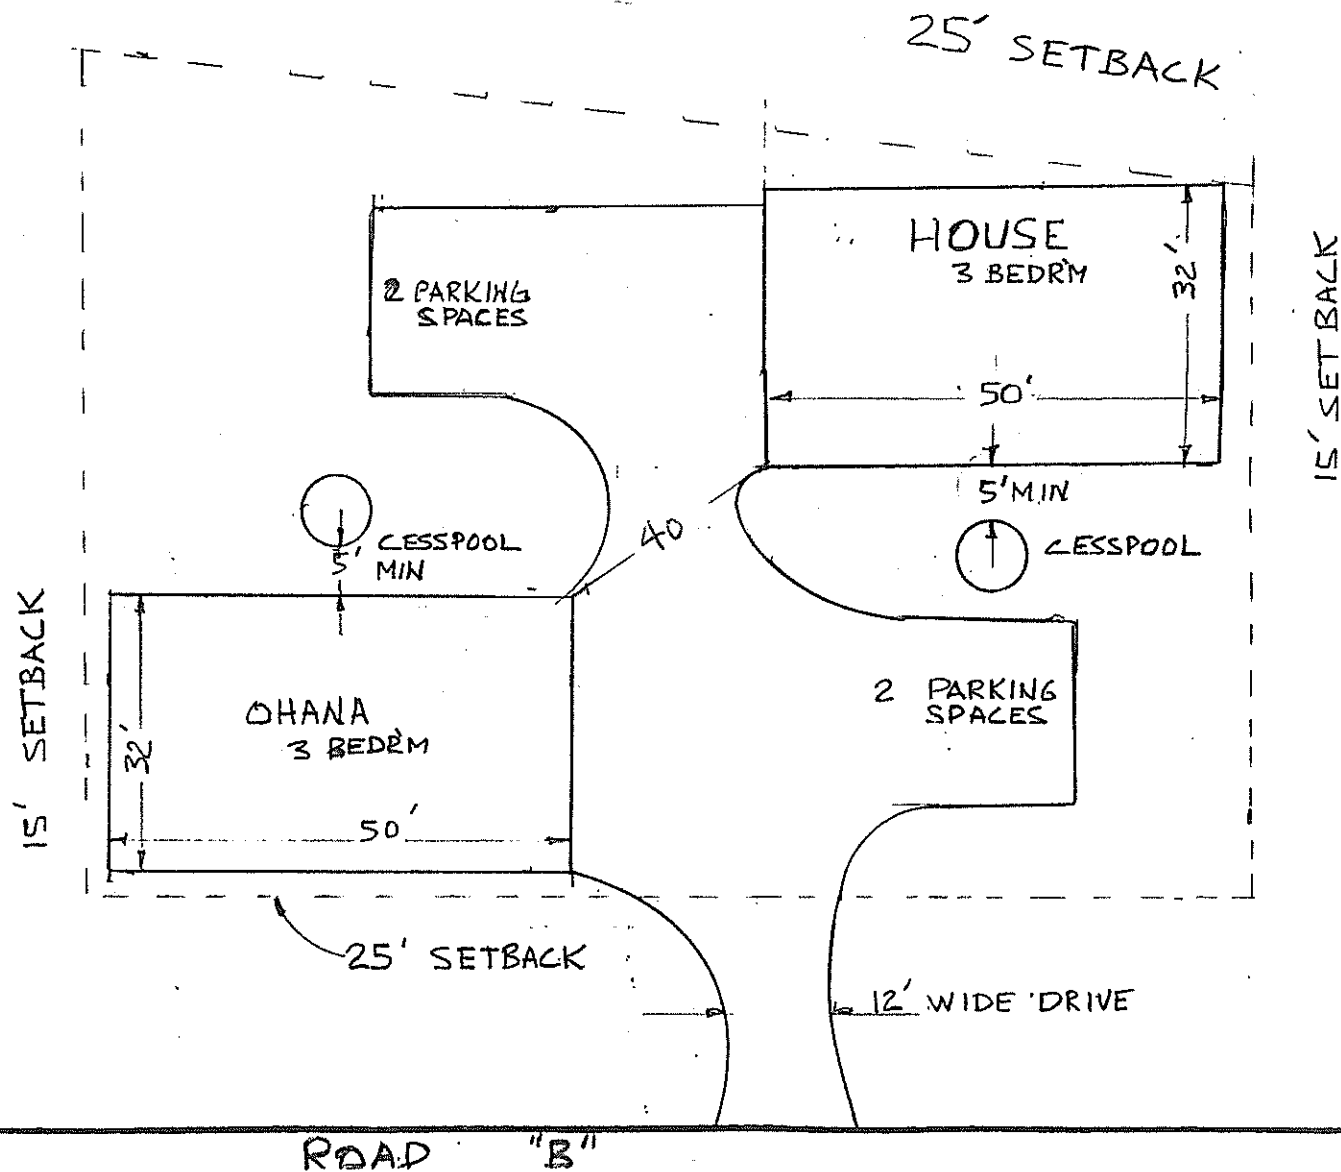 25' SETBACK
HOUSE
3 BEDR'M
32'
2 PARKING
SPACES
50'
15' SETBACK
5' MIN
CESSPOOL
40
CESSPOOL
5' MIN
15' SETBACK
OHANA
3 BEDR'M
32'
2 PARKING
SPACES
50'
25' SETBACK
12' WIDE DRIVE
ROAD "B"